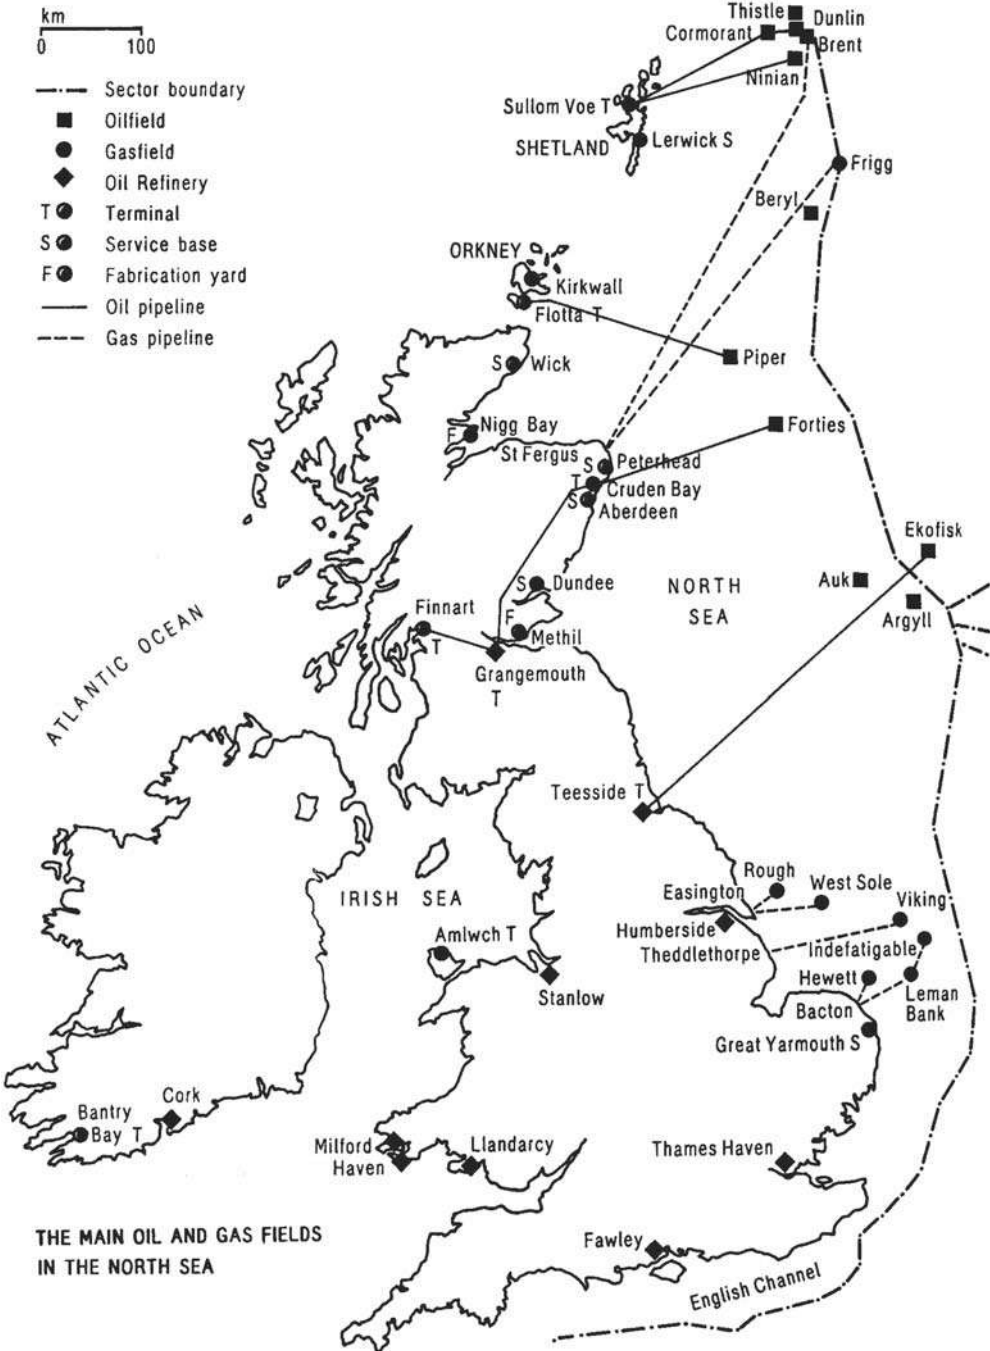 km
0 100
Sector boundary
Oilfield
Gasfield
Oil Refinery
T Terminal
S Service base
F Fabrication yard
Oil pipeline
Gas pipeline
Thistle
Dunlin
Cormorant
Brent
Ninian
Sullom Voe T
SHETLAND
Lerwick S
Frigg
Beryl
ORKNEY
Kirkwall
Flotta T
Piper
S Wick
Nigg Bay
F
Forties
St Fergus
S Peterhead
T Cruden Bay
S Aberdeen
Ekofisk
Auk
Argyll
NORTH
SEA
S Dundee
Finnart
T
F
Methil
Grangemouth
T
ATLANTIC OCEAN
Teesside T
IRISH SEA
Rough
Easington
West Sole
Viking
Humberside
Theddlethorpe
Indefatigable
Amlwch T
Hewett
Leman
Bank
Stanlow
Bacton
Great Yarmouth S
Cork
Bantry
Bay T
Milford
Haven
Llandarcy
Thames Haven
Fawley
English Channel
THE MAIN OIL AND GAS FIELDS
IN THE NORTH SEA